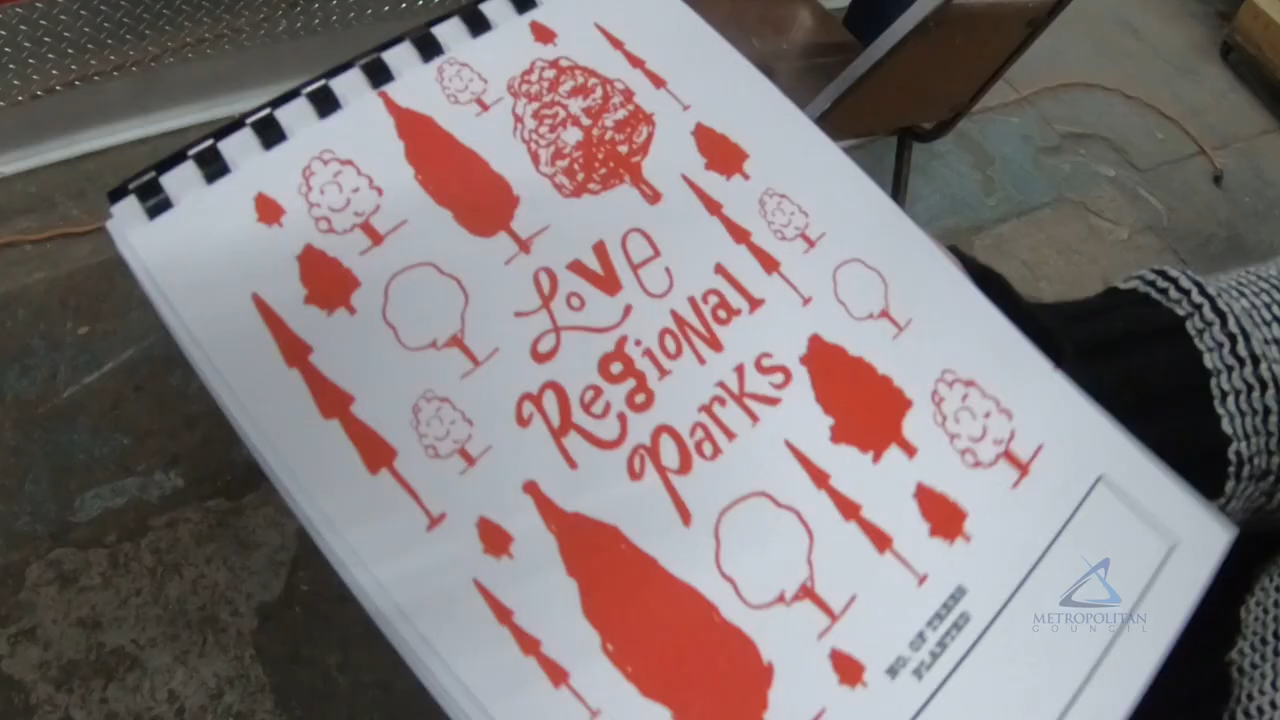 Love
Regional
Parks
NO. OF TREES
PLANTED
METROPOLITAN
COUNCIL